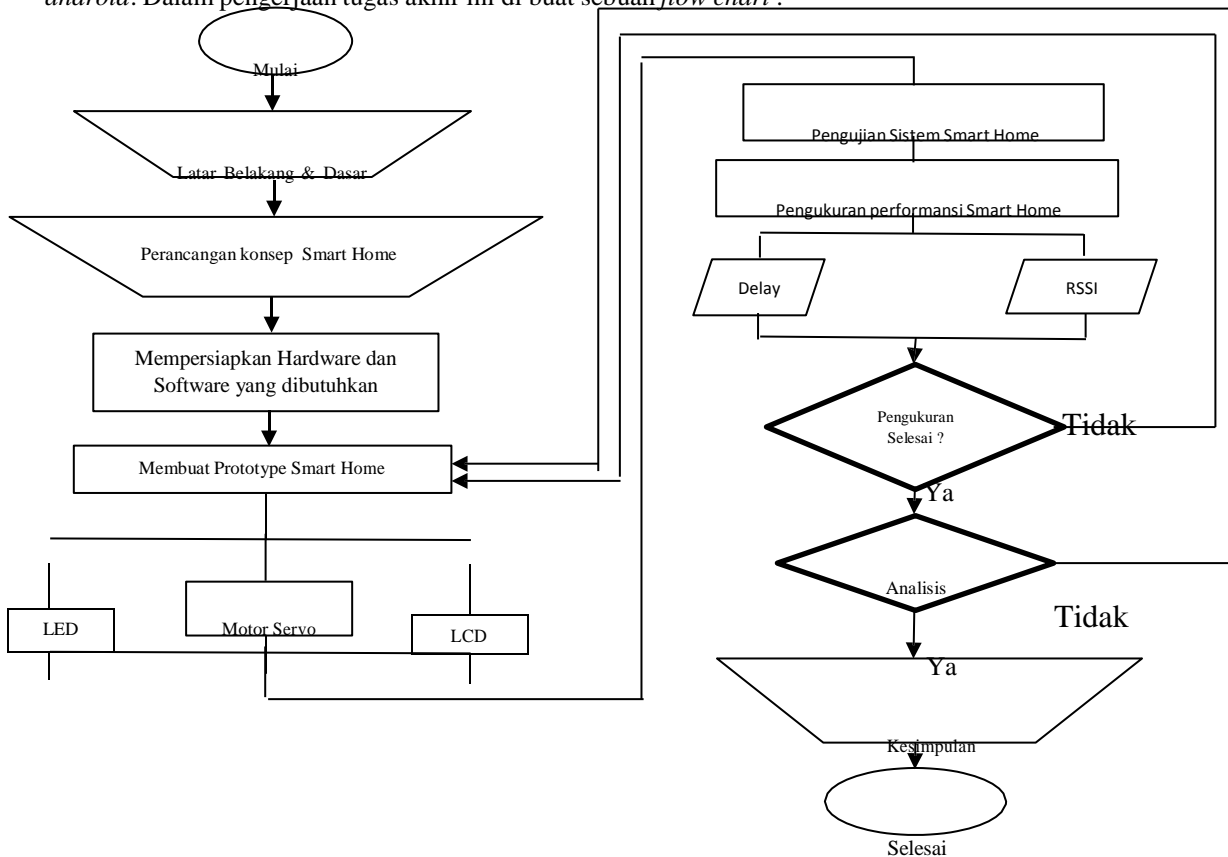 android. Dalam pengerjaan tugas akhir ini di buat sebuah flow chart :
Mulai
Latar Belakang & Dasar
Perancangan konsep Smart Home
Mempersiapkan Hardware dan
Software yang dibutuhkan
Membuat Prototype Smart Home
LED
Motor Servo
LCD
Pengujian Sistem Smart Home
Pengukuran performansi Smart Home
Delay
RSSI
Pengukuran
Selesai ?
Tidak
Ya
Analisis
Tidak
Ya
Kesimpulan
Selesai